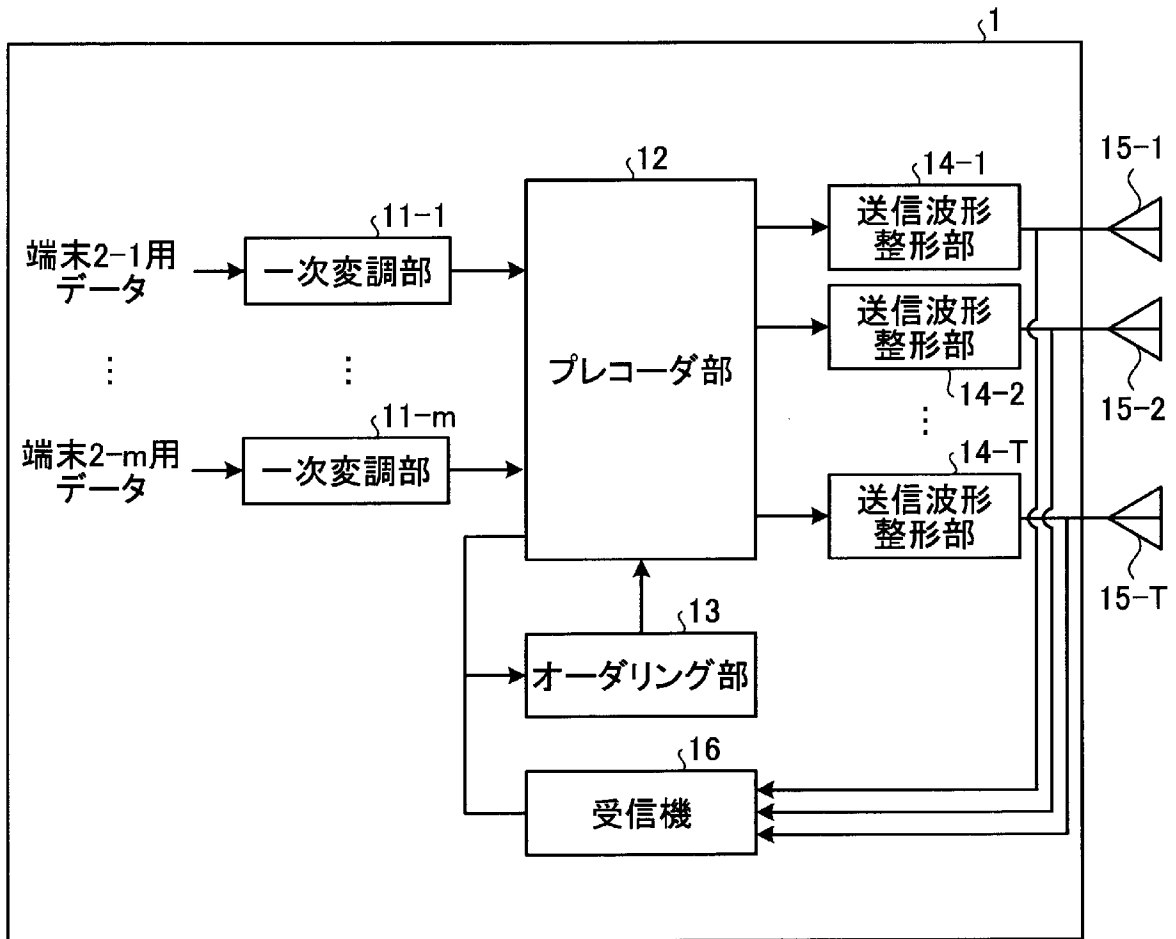 1
12
14-1
15-1
送信波形
整形部
11-1
端末2-1用
データ
一次変調部
送信波形
整形部
14-2
15-2
プレコーダ部
⋮
⋮
⋮
11-m
端末2-m用
データ
一次変調部
14-T
送信波形
整形部
15-T
13
オーダリング部
16
受信機